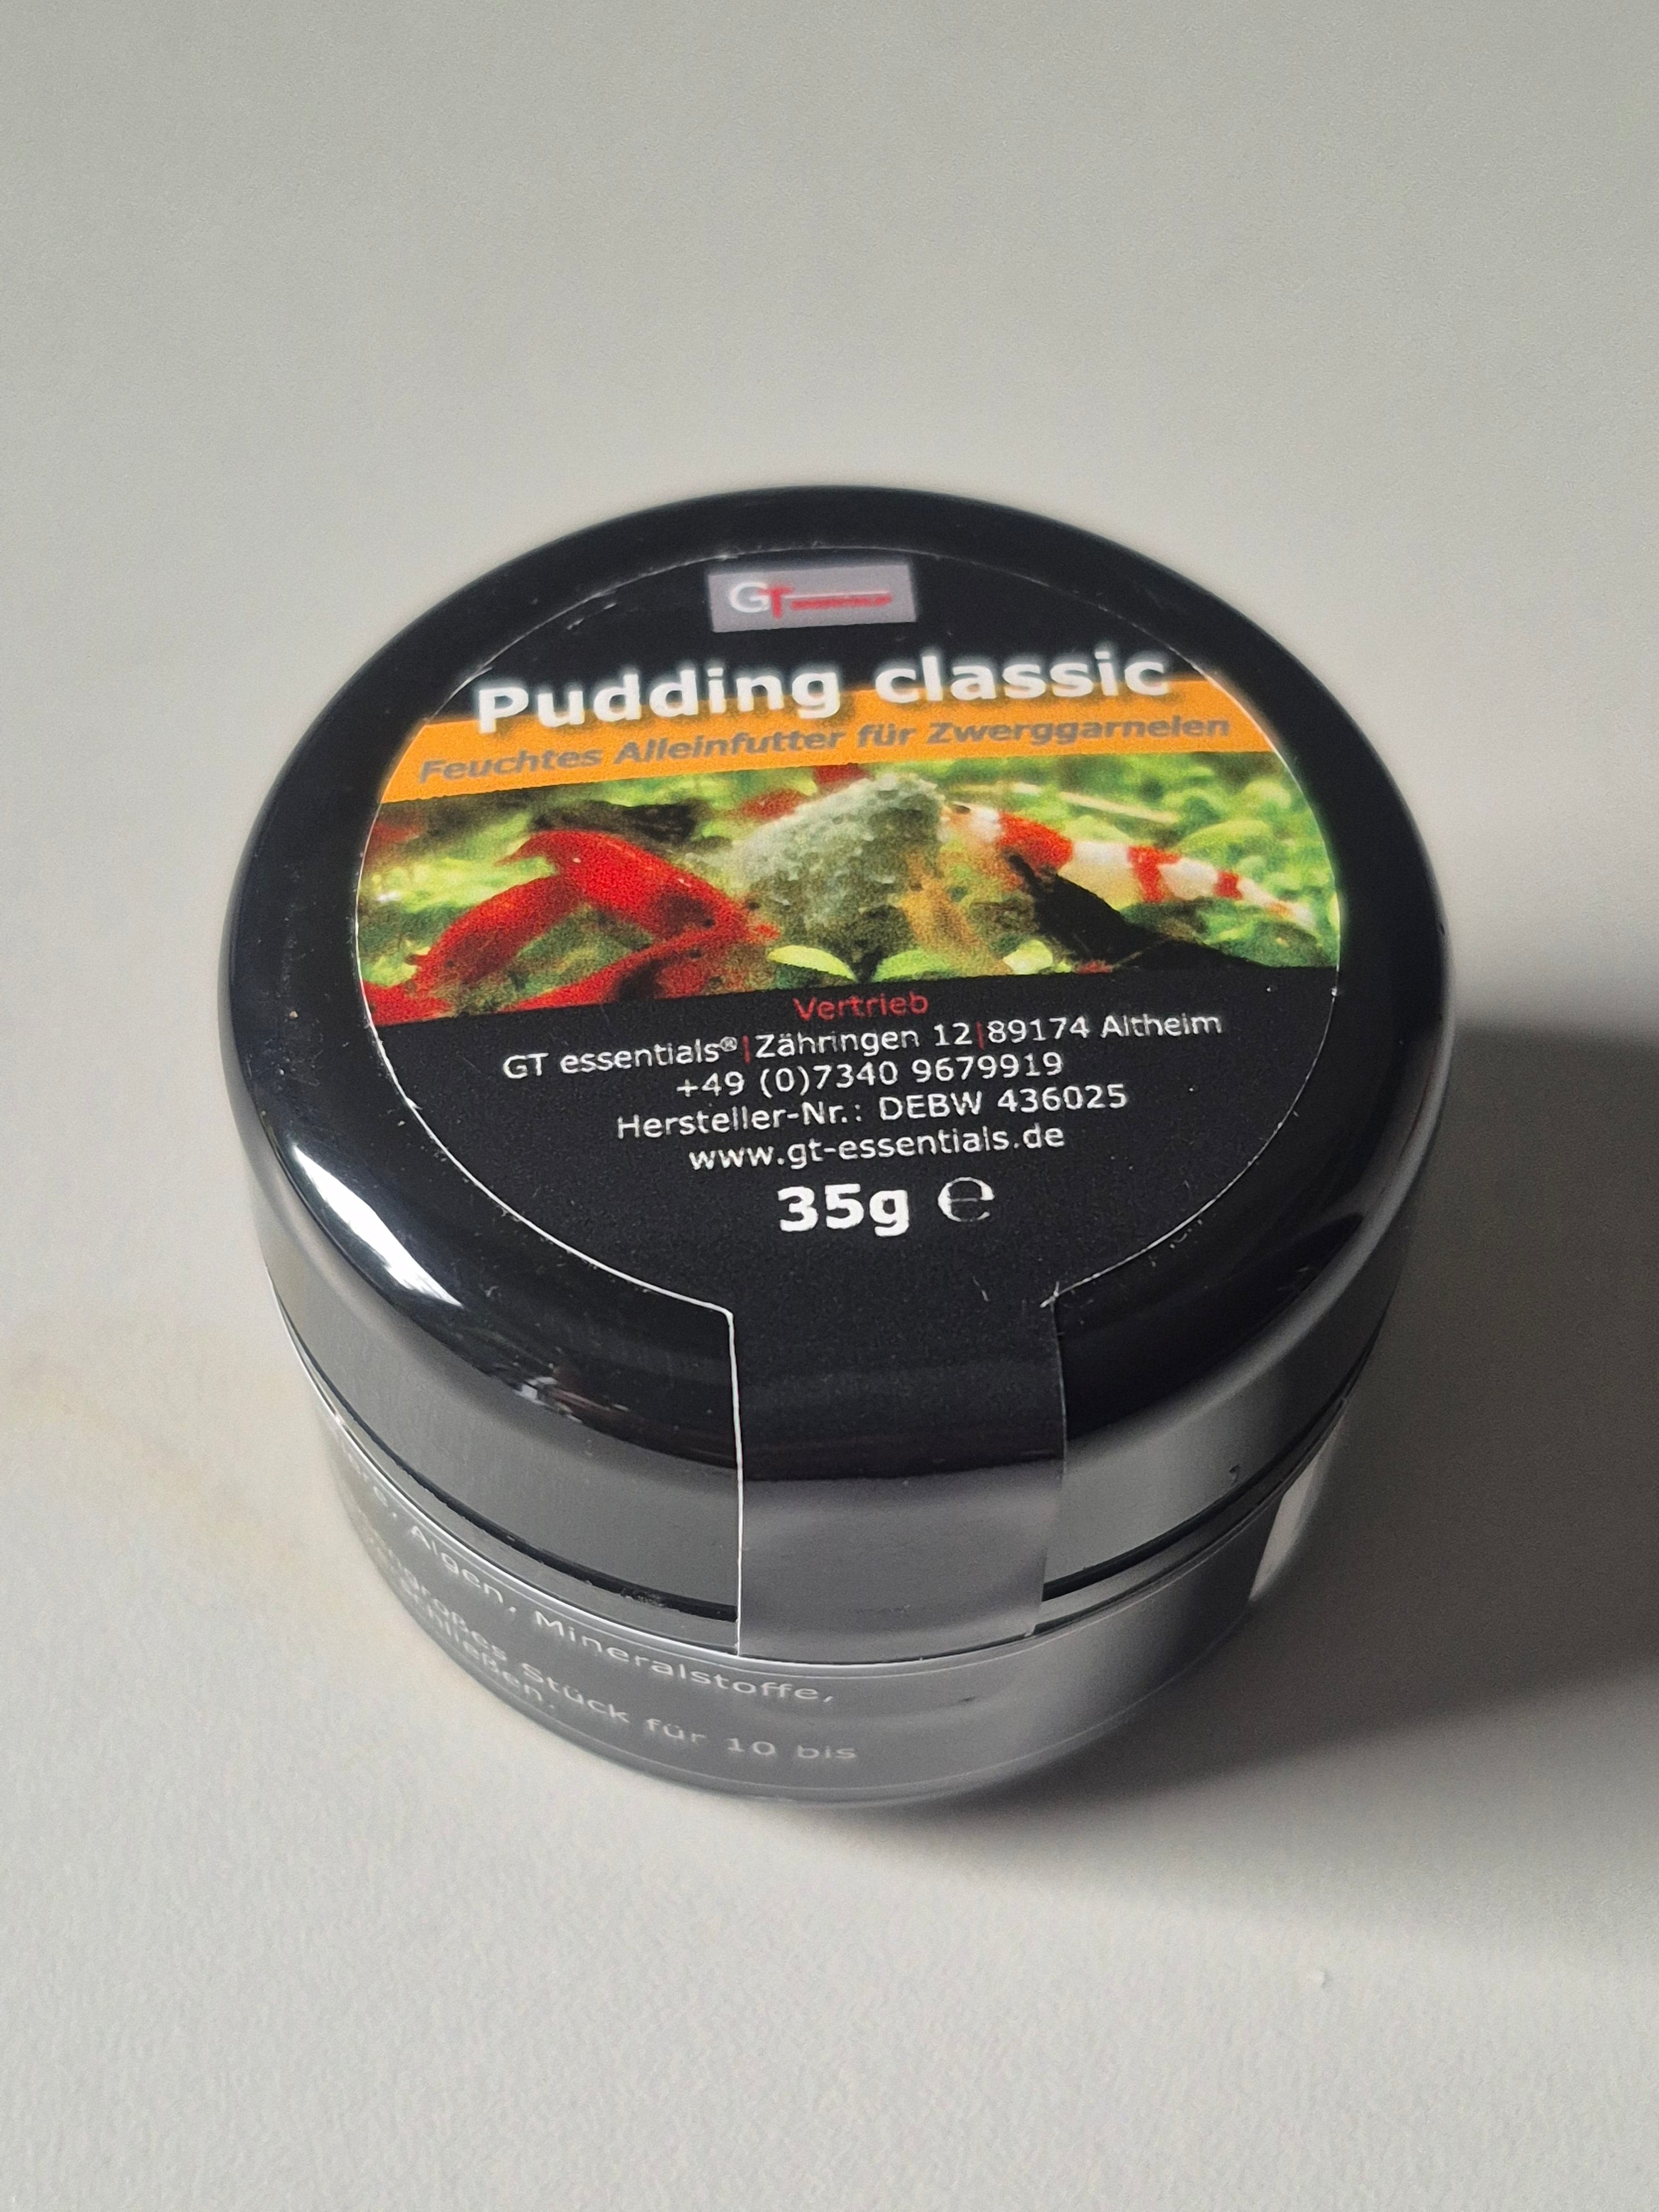 GT
Pudding classic
Feuchtes Alleinfutter für Zwerggarnelen
Vertrieb
GT essentials®|Zähringen 12|89174 Altheim
+49 (0)7340 9679919
Hersteller-Nr.: DEBW 436025
www.gt-essentials.de
35g ℮
Algen, Mineralstoffe,
Stück für 10 bis